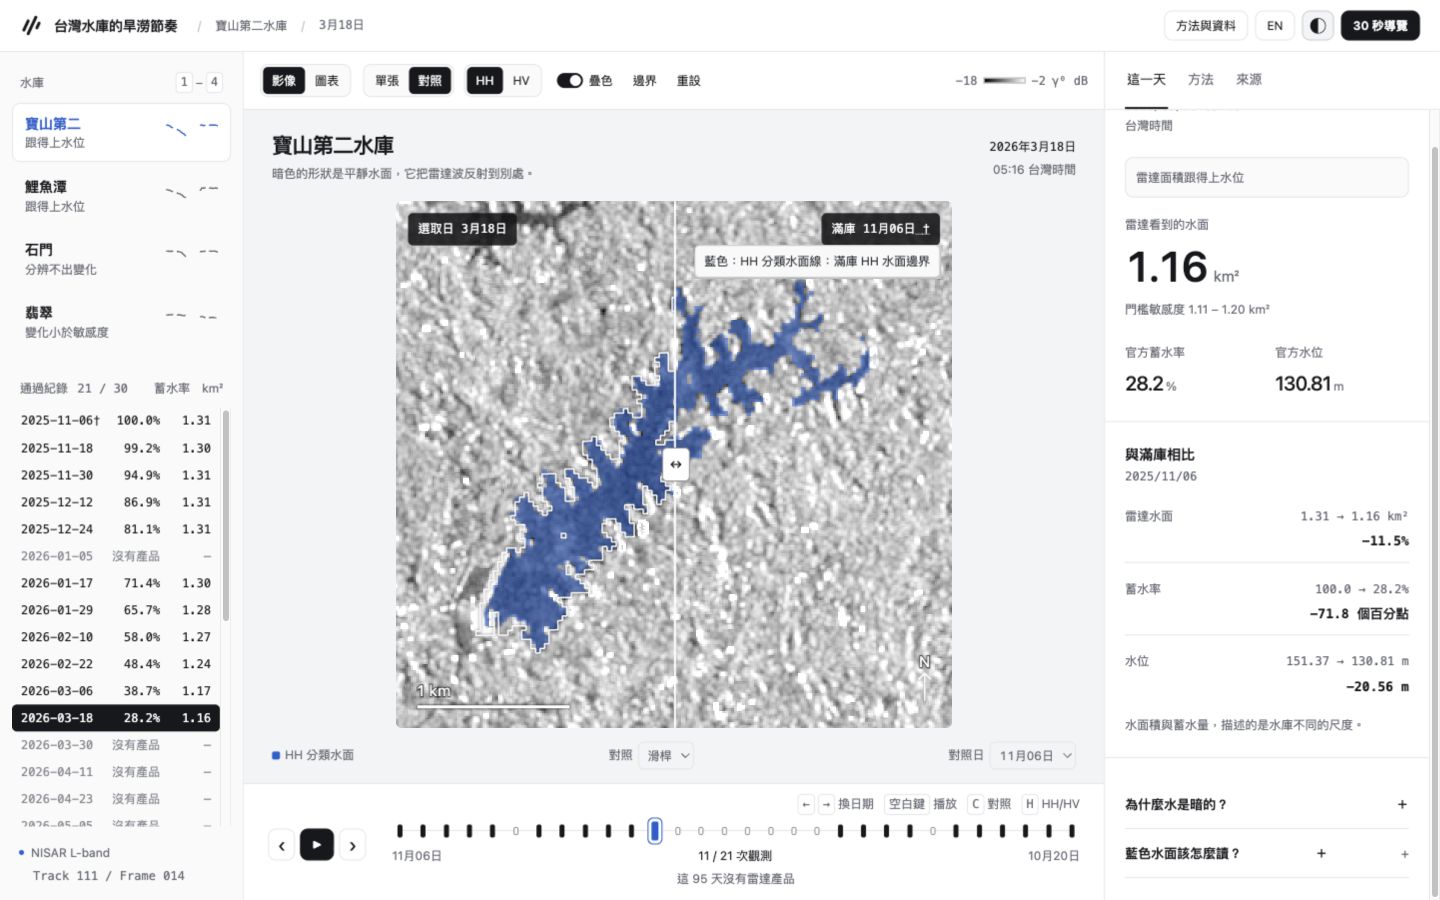 台灣水庫的旱澇節奏 / 寶山第二水庫 / 3月18日
方法與資料 EN 30 秒導覽
水庫 1 – 4
寶山第二
跟得上水位
鯉魚潭
跟得上水位
石門
分辨不出變化
翡翠
變化小於敏感度
通過紀錄 21 / 30 蓄水率 km²
2025-11-06† 100.0% 1.31
2025-11-18 99.2% 1.30
2025-11-30 94.9% 1.31
2025-12-12 86.9% 1.31
2025-12-24 81.1% 1.31
2026-01-05 沒有產品 —
2026-01-17 71.4% 1.30
2026-01-29 65.7% 1.28
2026-02-10 58.0% 1.27
2026-02-22 48.4% 1.24
2026-03-06 38.7% 1.17
2026-03-18 28.2% 1.16
2026-03-30 沒有產品 —
2026-04-11 沒有產品 —
2026-04-23 沒有產品 —
2026-05-05 沒有產品 —
NISAR L-band
Track 111 / Frame 014
影像 圖表 單張 對照 HH HV 疊色 邊界 重設 −18 −2 γ⁰ dB
寶山第二水庫
暗色的形狀是平靜水面，它把雷達波反射到別處。
2026年3月18日
05:16 台灣時間
選取日 3月18日
滿庫 11月06日 †
藍色：HH 分類水面線：滿庫 HH 水面邊界
N
1 km
HH 分類水面 對照 滑桿 對照日 11月06日
← → 換日期 空白鍵 播放 C 對照 H HH/HV
11月06日 11 / 21 次觀測 10月20日
這 95 天沒有雷達產品
這一天 方法 來源
台灣時間
雷達面積跟得上水位
雷達看到的水面
1.16 km²
門檻敏感度 1.11 – 1.20 km²
官方蓄水率 官方水位
28.2% 130.81 m
與滿庫相比
2025/11/06
雷達水面 1.31 → 1.16 km²
−11.5%
蓄水率 100.0 → 28.2%
−71.8 個百分點
水位 151.37 → 130.81 m
−20.56 m
水面積與蓄水量，描述的是水庫不同的尺度。
為什麼水是暗的？ +
藍色水面該怎麼讀？ + +